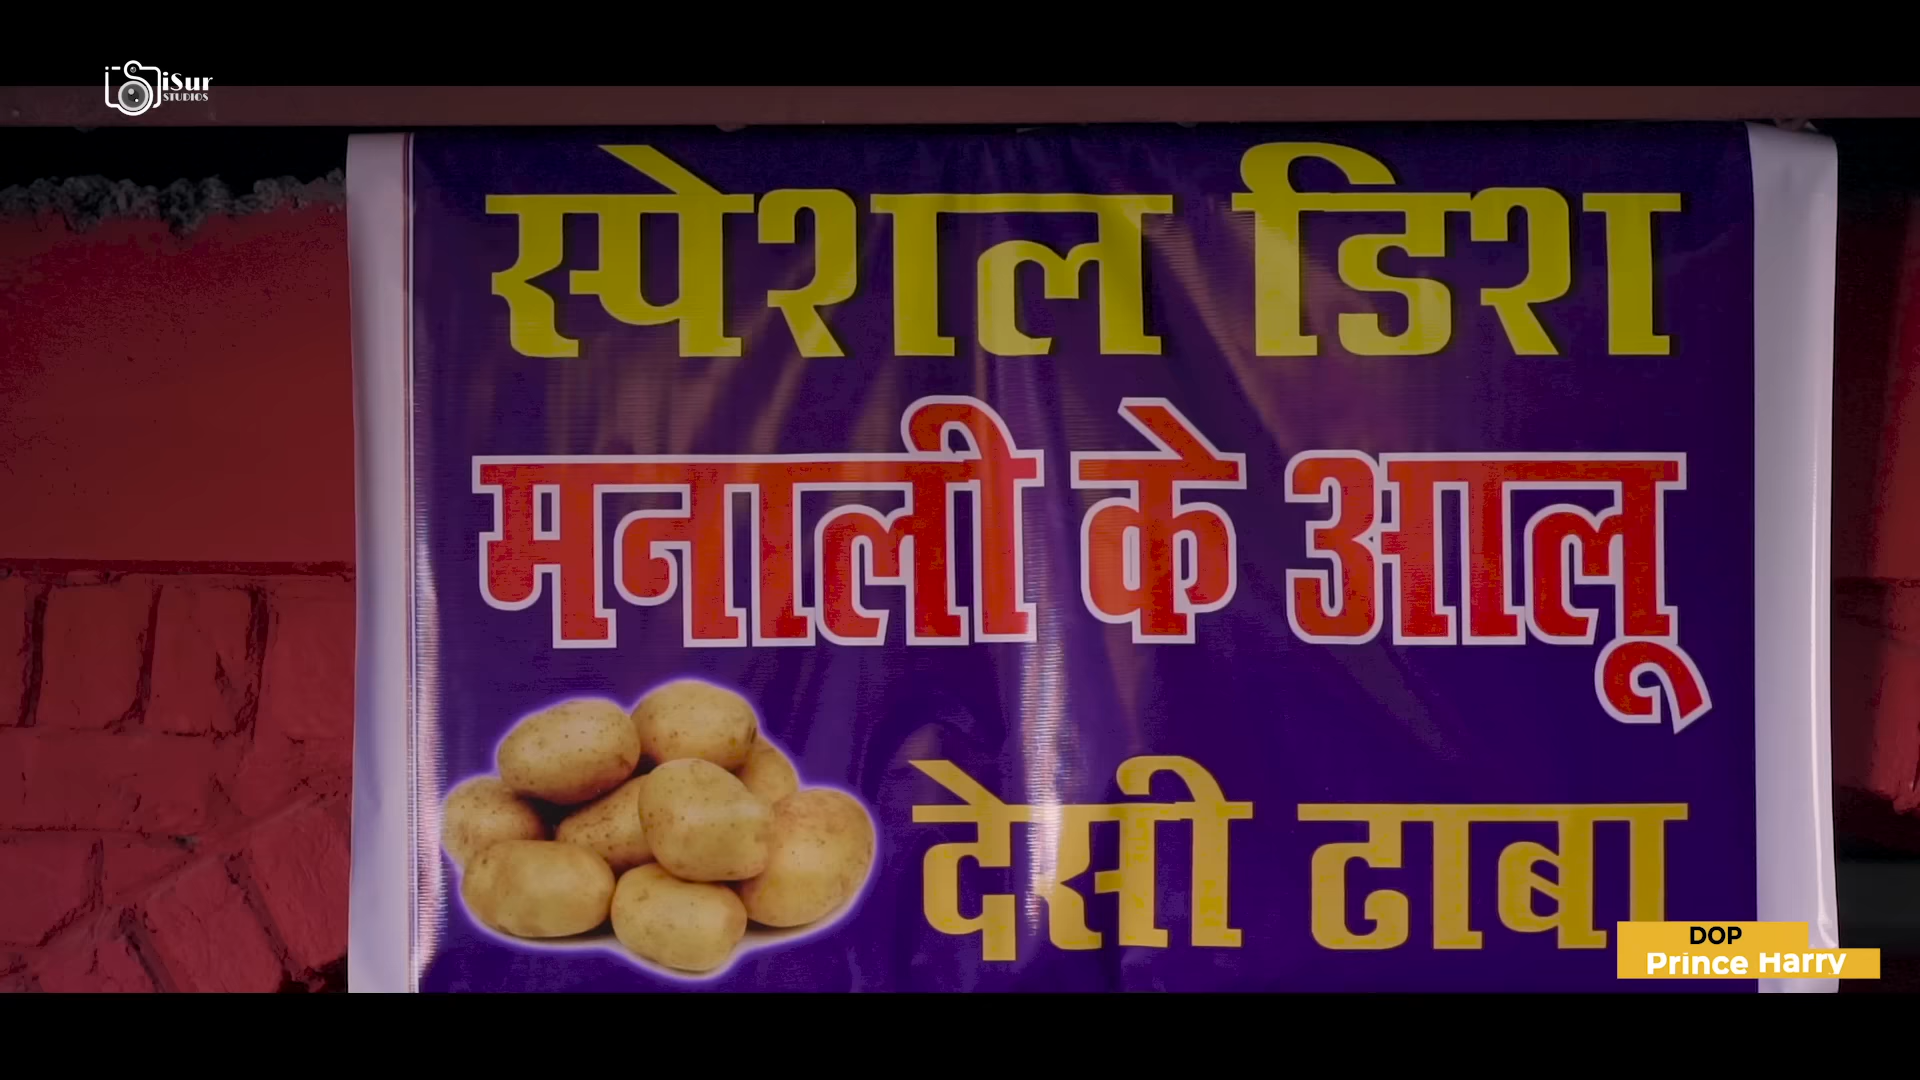 iSur
STUDIOS
स्पेशल डिश
मनाली के आलू
देसी ढाबा
DOP
Prince Harry